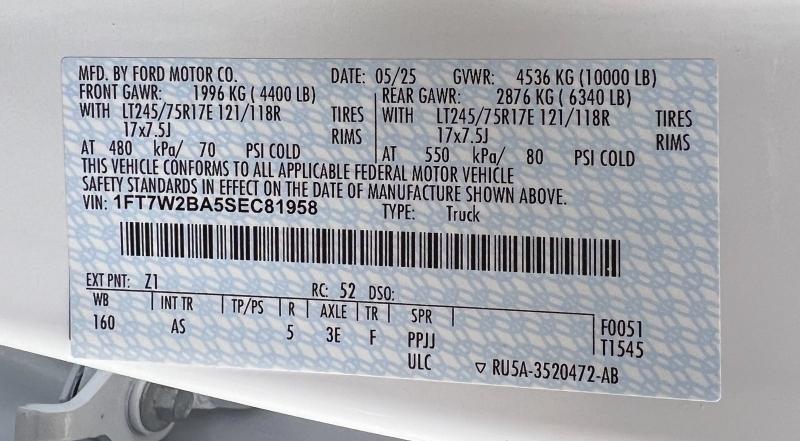 MFD. BY FORD MOTOR CO. DATE: 05/25 GVWR: 4536 KG (10000 LB)
FRONT GAWR: 1996 KG ( 4400 LB) REAR GAWR: 2876 KG ( 6340 LB)
WITH LT245/75R17E 121/118R TIRES WITH LT245/75R17E 121/118R TIRES
17x7.5J RIMS 17x7.5J RIMS
AT 480 kPa/ 70 PSI COLD AT 550 kPa/ 80 PSI COLD
THIS VEHICLE CONFORMS TO ALL APPLICABLE FEDERAL MOTOR VEHICLE
SAFETY STANDARDS IN EFFECT ON THE DATE OF MANUFACTURE SHOWN ABOVE.
VIN: 1FT7W2BA5SEC81958 TYPE: Truck
EXT PNT: Z1 RC: 52 DSO:
WB INT TR TP/PS R AXLE TR SPR
160 AS 5 3E F PPJJ F0051
ULC T1545
RU5A-3520472-AB